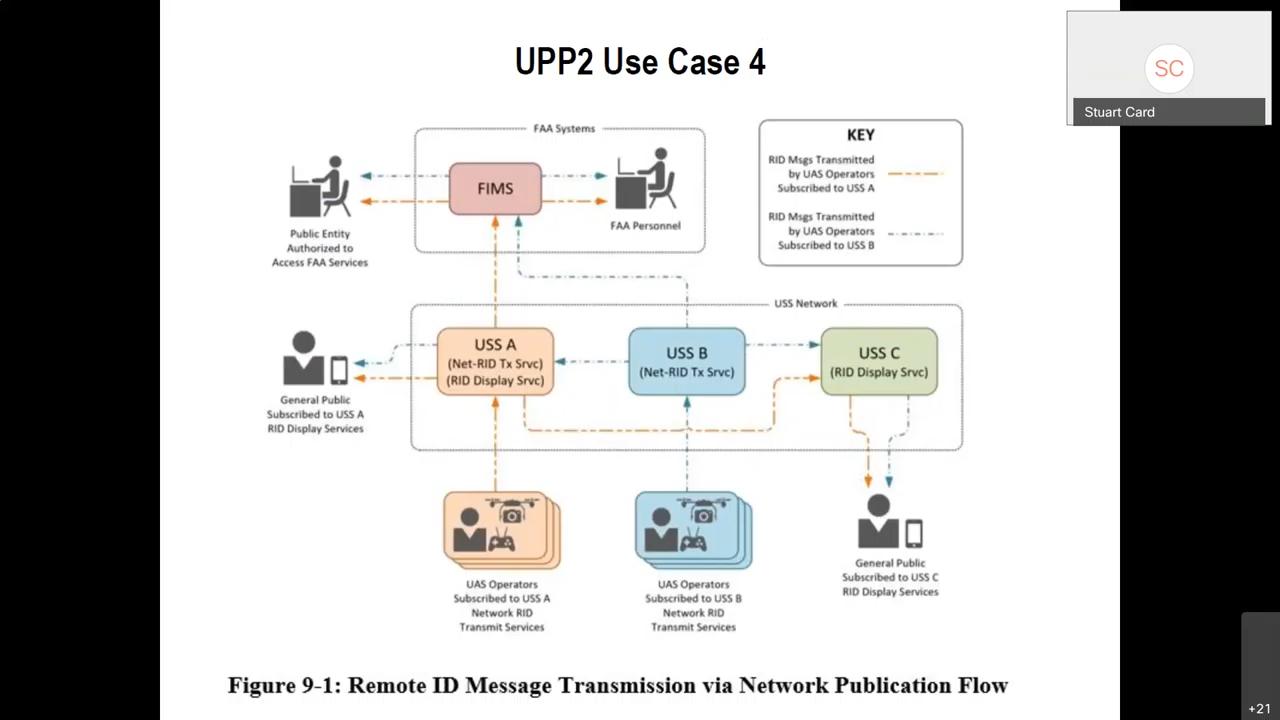 UPP2 Use Case 4
SC
Stuart Card
FAA Systems
FIMS
Public Entity
Authorized to
Access FAA Services
FAA Personnel
KEY
RID Msgs Transmitted
by UAS Operators
Subscribed to USS A
RID Msgs Transmitted
by UAS Operators
Subscribed to USS B
USS Network
USS A
(Net-RID Tx Srvc)
(RID Display Srvc)
USS B
(Net-RID Tx Srvc)
USS C
(RID Display Srvc)
General Public
Subscribed to USS A
RID Display Services
UAS Operators
Subscribed to USS A
Network RID
Transmit Services
UAS Operators
Subscribed to USS B
Network RID
Transmit Services
General Public
Subscribed to USS C
RID Display Services
Figure 9-1: Remote ID Message Transmission via Network Publication Flow
+21